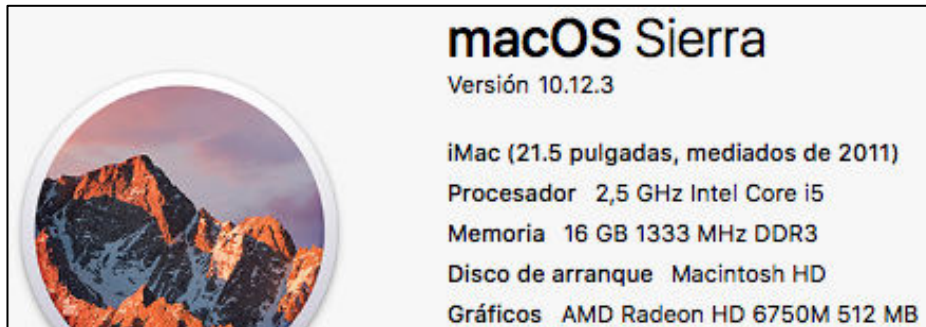 macOS Sierra
Versión 10.12.3
iMac (21.5 pulgadas, mediados de 2011)
Procesador 2,5 GHz Intel Core i5
Memoria 16 GB 1333 MHz DDR3
Disco de arranque Macintosh HD
Gráficos AMD Radeon HD 6750M 512 MB